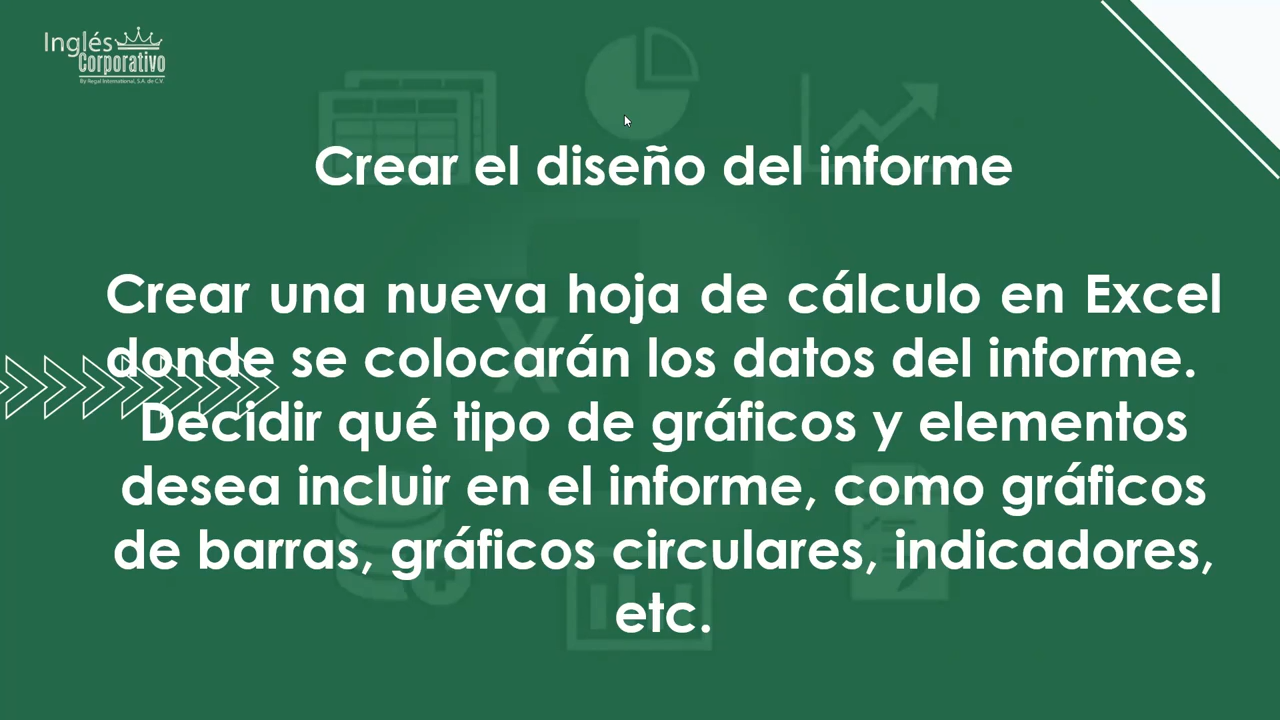 Inglés
Corporativo
By Regal International, S.A. de C.V.
Crear el diseño del informe
Crear una nueva hoja de cálculo en Excel
donde se colocarán los datos del informe.
Decidir qué tipo de gráficos y elementos
desea incluir en el informe, como gráficos
de barras, gráficos circulares, indicadores,
etc.